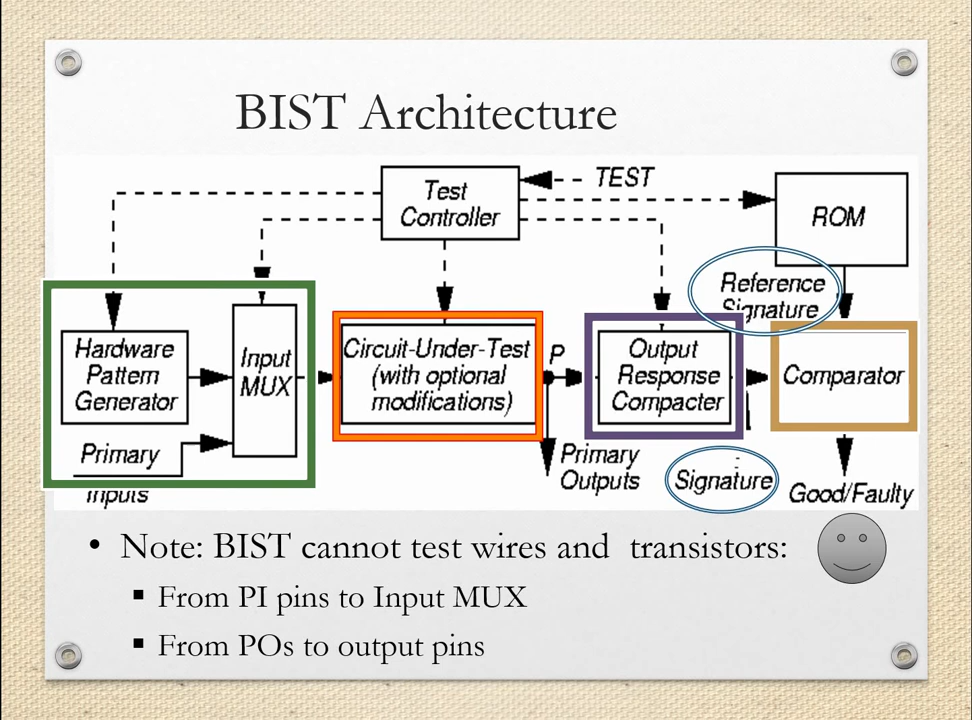 BIST Architecture
Test
Controller
TEST
ROM
Reference
Signature
Hardware
Pattern
Generator
Input
MUX
Primary
Inputs
Circuit-Under-Test
(with optional
modifications)
P
Output
Response
Compacter
Comparator
Primary
Outputs
Signature
Good/Faulty
• Note: BIST cannot test wires and transistors:
▪ From PI pins to Input MUX
▪ From POs to output pins